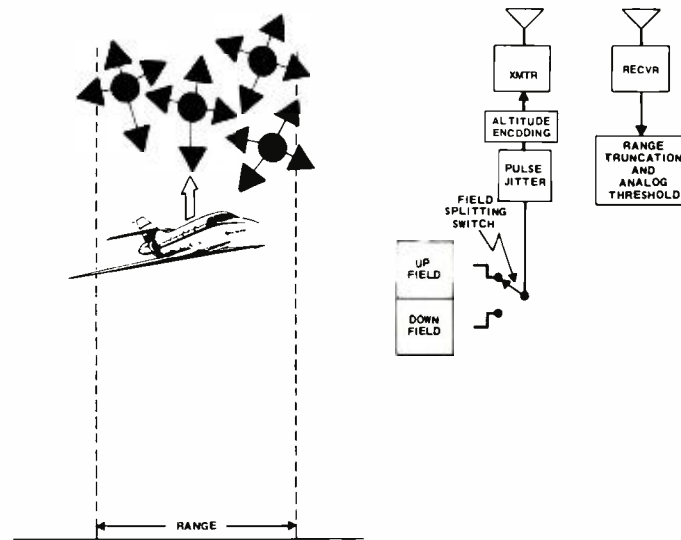 XMTR
RECVR
ALTITUDE
ENCODING
PULSE
JITTER
RANGE
TRUNCATION
AND
ANALOG
THRESHOLD
FIELD
SPLITTING
SWITCH
UP
FIELD
DOWN
FIELD
RANGE